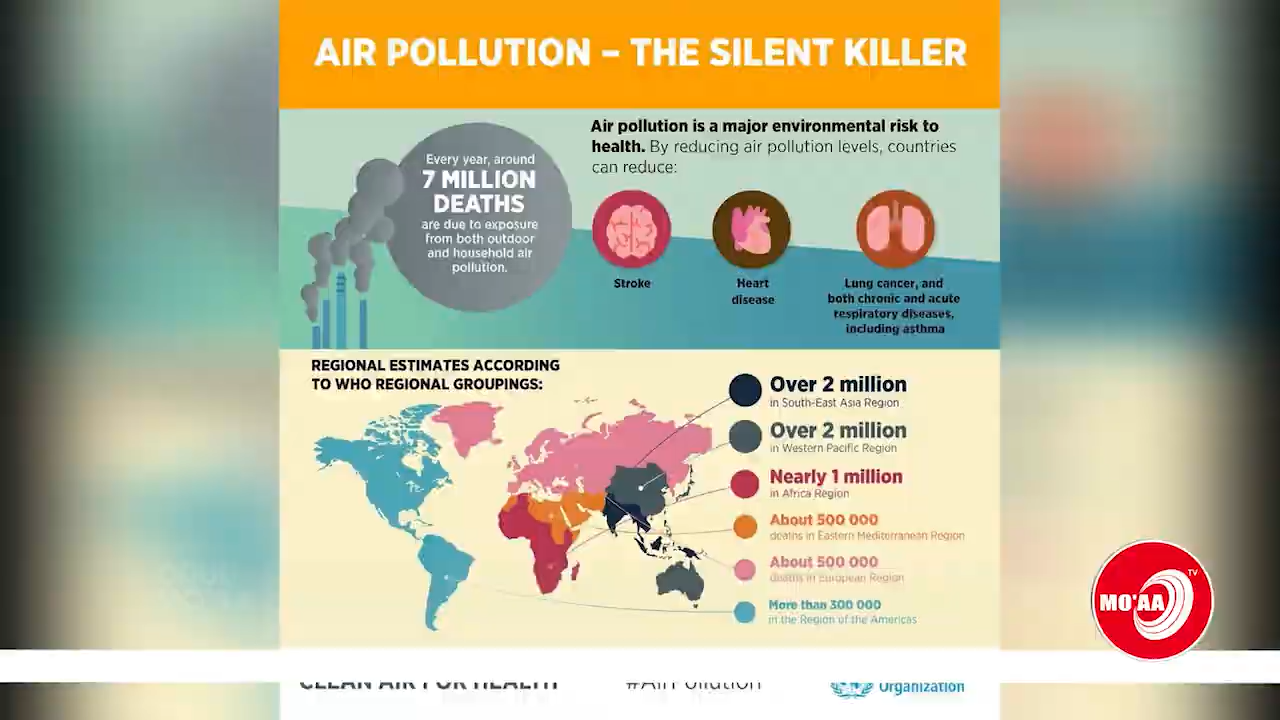 AIR POLLUTION – THE SILENT KILLER
Every year, around
7 MILLION
DEATHS
are due to exposure
from both outdoor
and household air
pollution.
Air pollution is a major environmental risk to
health. By reducing air pollution levels, countries
can reduce:
Stroke
Heart
disease
Lung cancer, and
both chronic and acute
respiratory diseases,
including asthma
REGIONAL ESTIMATES ACCORDING
TO WHO REGIONAL GROUPINGS:
Over 2 million
in South-East Asia Region
Over 2 million
in Western Pacific Region
Nearly 1 million
in Africa Region
About 500 000
deaths in Eastern Mediterranean Region
About 500 000
deaths in European Region
More than 300 000
in the Region of the Americas
MO'AA TV
CLEAN AIR FOR HEALTH
#AirPollution
Organization